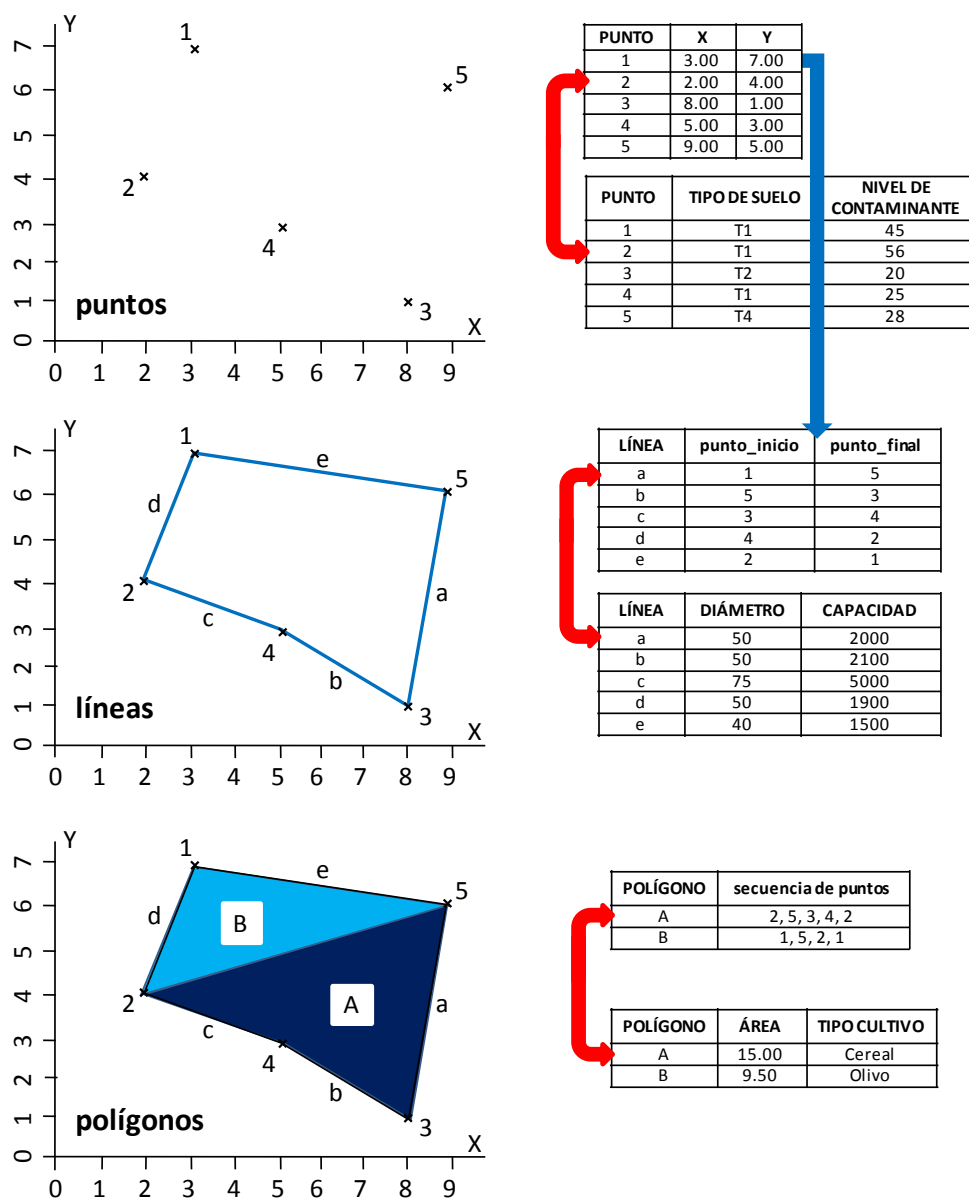 Y
7
6
5
4
3
2
1
0
1
5
2
4
3
puntos
X
0 1 2 3 4 5 6 7 8 9
PUNTO X Y
1 3.00 7.00
2 2.00 4.00
3 8.00 1.00
4 5.00 3.00
5 9.00 5.00
PUNTO TIPO DE SUELO NIVEL DE CONTAMINANTE
1 T1 45
2 T1 56
3 T2 20
4 T1 25
5 T4 28
Y
7
6
5
4
3
2
1
0
1
e
5
d
2
a
c
4
b
3
líneas
X
0 1 2 3 4 5 6 7 8 9
LÍNEA punto_inicio punto_final
a 1 5
b 5 3
c 3 4
d 4 2
e 2 1
LÍNEA DIÁMETRO CAPACIDAD
a 50 2000
b 50 2100
c 75 5000
d 50 1900
e 40 1500
Y
7
6
5
4
3
2
1
0
1
e
5
d
B
2
A
a
c
4
b
3
polígonos
X
0 1 2 3 4 5 6 7 8 9
POLÍGONO secuencia de puntos
A 2, 5, 3, 4, 2
B 1, 5, 2, 1
POLÍGONO ÁREA TIPO CULTIVO
A 15.00 Cereal
B 9.50 Olivo